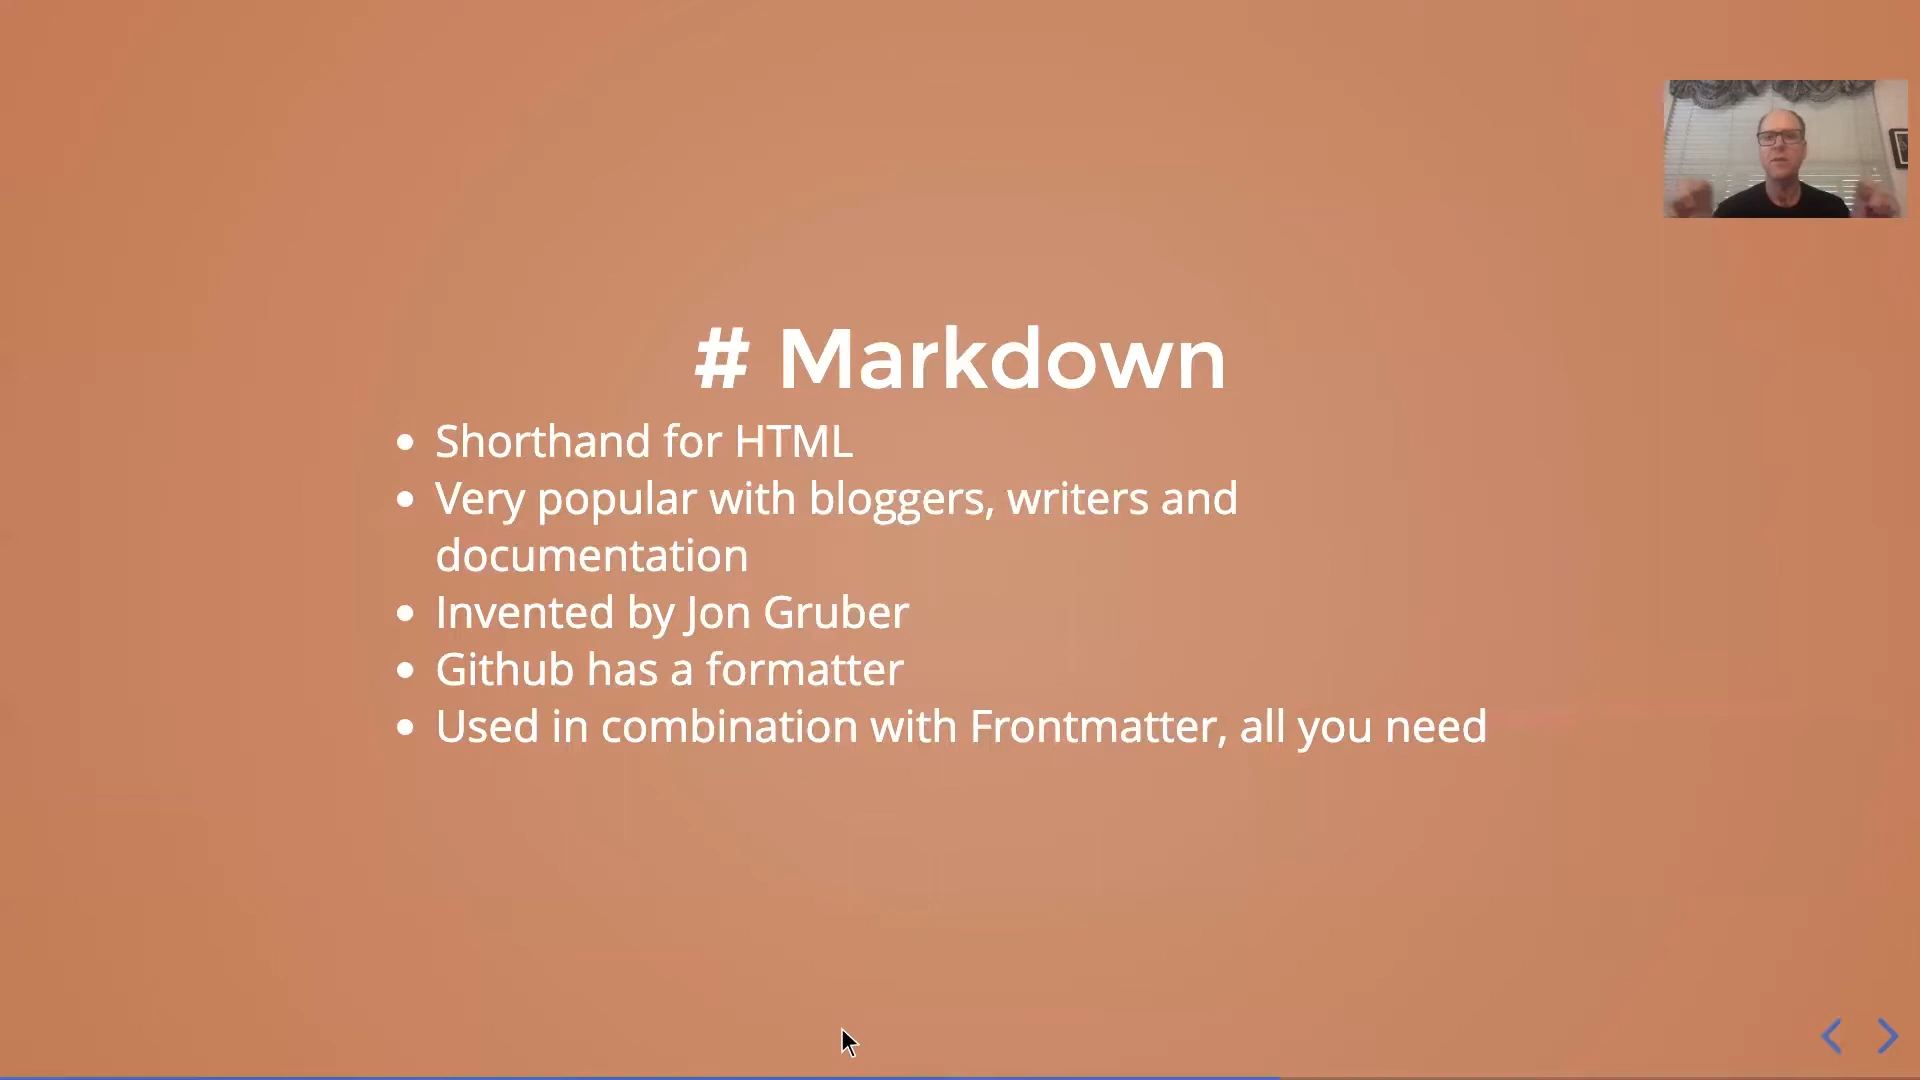 # Markdown
• Shorthand for HTML
• Very popular with bloggers, writers and
documentation
• Invented by Jon Gruber
• Github has a formatter
• Used in combination with Frontmatter, all you need